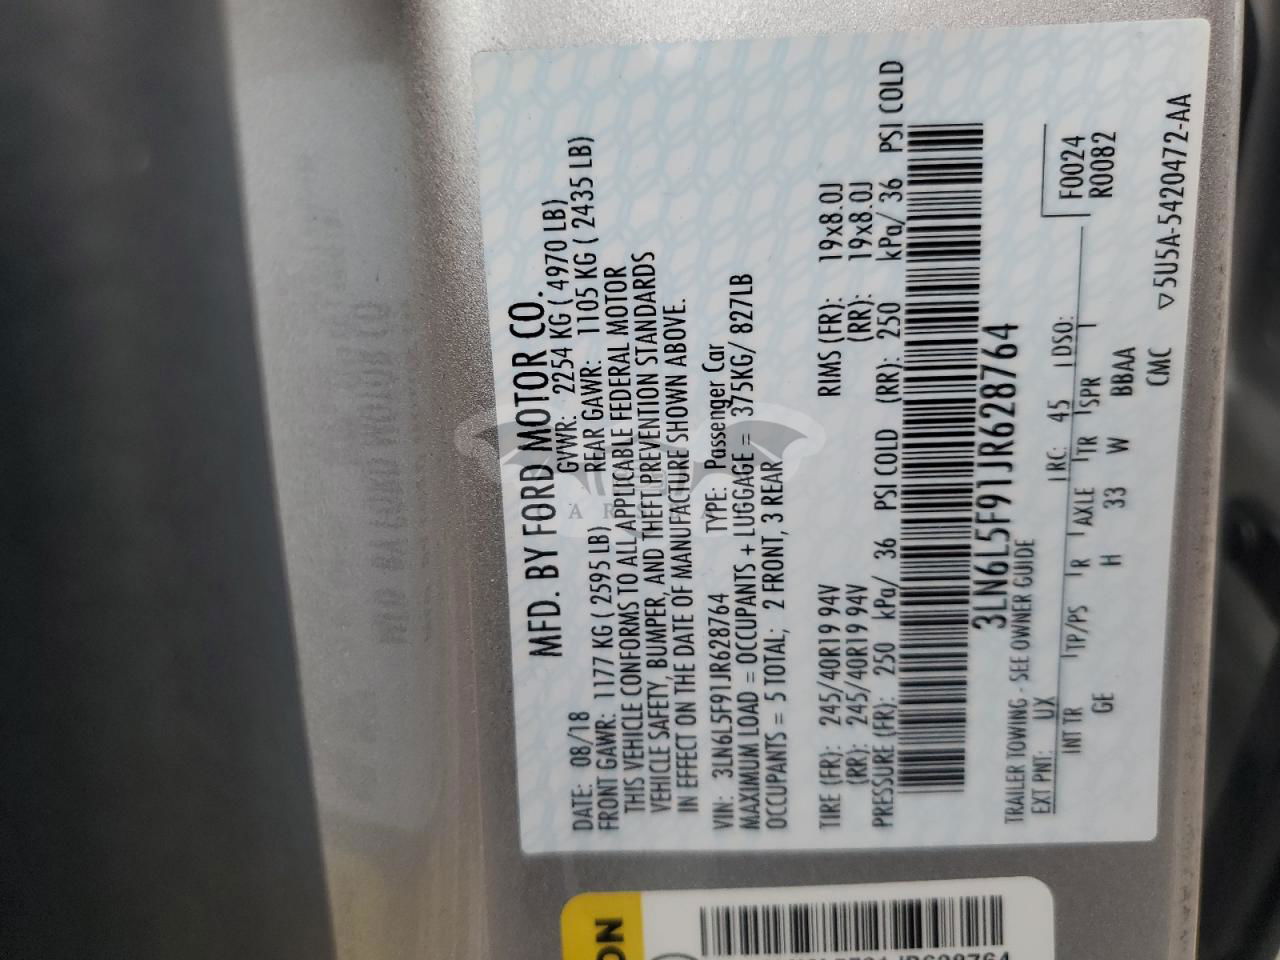 MFD. BY FORD MOTOR CO.
DATE: 08/18 GVWR: 2254 KG ( 4970 LB)
FRONT GAWR: 1177 KG ( 2595 LB) REAR GAWR: 1105 KG ( 2435 LB)
THIS VEHICLE CONFORMS TO ALL APPLICABLE FEDERAL MOTOR
VEHICLE SAFETY, BUMPER, AND THEFT PREVENTION STANDARDS
IN EFFECT ON THE DATE OF MANUFACTURE SHOWN ABOVE.
VIN: 3LN6L5F91JR628764 TYPE: Passenger Car
MAXIMUM LOAD = OCCUPANTS + LUGGAGE = 375KG/ 827LB
OCCUPANTS = 5 TOTAL; 2 FRONT, 3 REAR
TIRE (FR): 245/40R19 94V RIMS (FR): 19x8.0J
(RR): 245/40R19 94V (RR): 19x8.0J
PRESSURE (FR): 250 kPa/ 36 PSI COLD (RR): 250 kPa/ 36 PSI COLD
3LN6L5F91JR628764
TRAILER TOWING - SEE OWNER GUIDE
F0024
R0082
EXT PNT: UX RC: 45 DSO:
INT TR TP/PS R AXLE TR SPR
GE H 33 W BBAA
CMC
▽5U5A-5420472-AA
ON